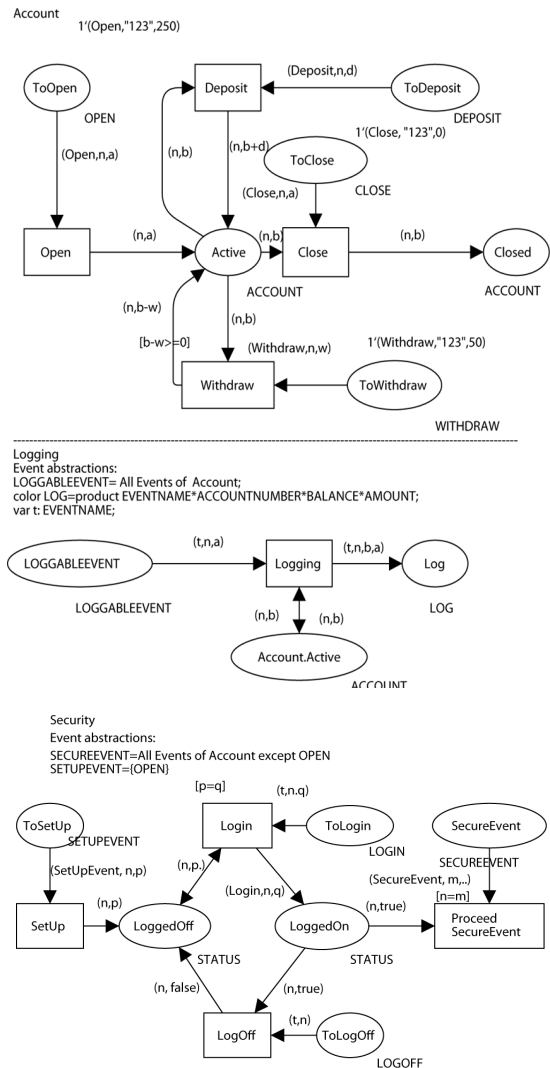 Account
1‘(Open,"123",250)
ToOpen
OPEN
(Open,n,a)
Deposit
(Deposit,n,d)
ToDeposit
DEPOSIT
(n,b)
(n,b+d)
1‘(Close, "123",0)
ToClose
CLOSE
(Close,n,a)
Open
(n,a)
Active
ACCOUNT
(n,b)
Close
(n,b)
Closed
ACCOUNT
(n,b-w)
[b-w>=0]
(n,b)
(Withdraw,n,w)
1‘(Withdraw,"123",50)
Withdraw
ToWithdraw
WITHDRAW
Logging
Event abstractions:
LOGGABLEEVENT= All Events of Account;
color LOG=product EVENTNAME*ACCOUNTNUMBER*BALANCE*AMOUNT;
var t: EVENTNAME;
LOGGABLEEVENT
(t,n,a)
Logging
(t,n,b,a)
Log
LOGGABLEEVENT
LOG
(n,b)
(n,b)
Account.Active
ACCOUNT
Security
Event abstractions:
SECUREEVENT=All Events of Account except OPEN
SETUPEVENT={OPEN}
[p=q]
(t,n.q)
ToSetUp
SETUPEVENT
Login
ToLogin
LOGIN
SecureEvent
SECUREEVENT
(SetUpEvent, n,p)
(n,p.)
(Login,n,q)
(SecureEvent, m,..)
[n=m]
SetUp
(n,p)
LoggedOff
STATUS
LoggedOn
STATUS
(n,true)
Proceed
SecureEvent
(n, false)
(n,true)
LogOff
(t,n)
ToLogOff
LOGOFF